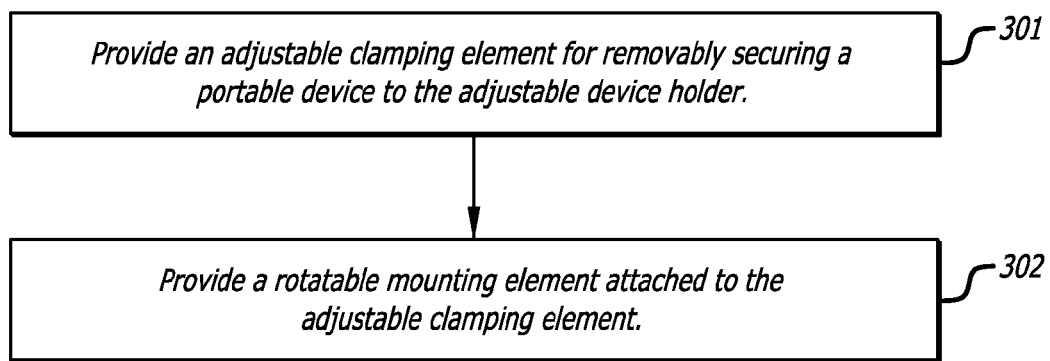 Provide an adjustable clamping element for removably securing a
portable device to the adjustable device holder.
301
Provide a rotatable mounting element attached to the
adjustable clamping element.
302